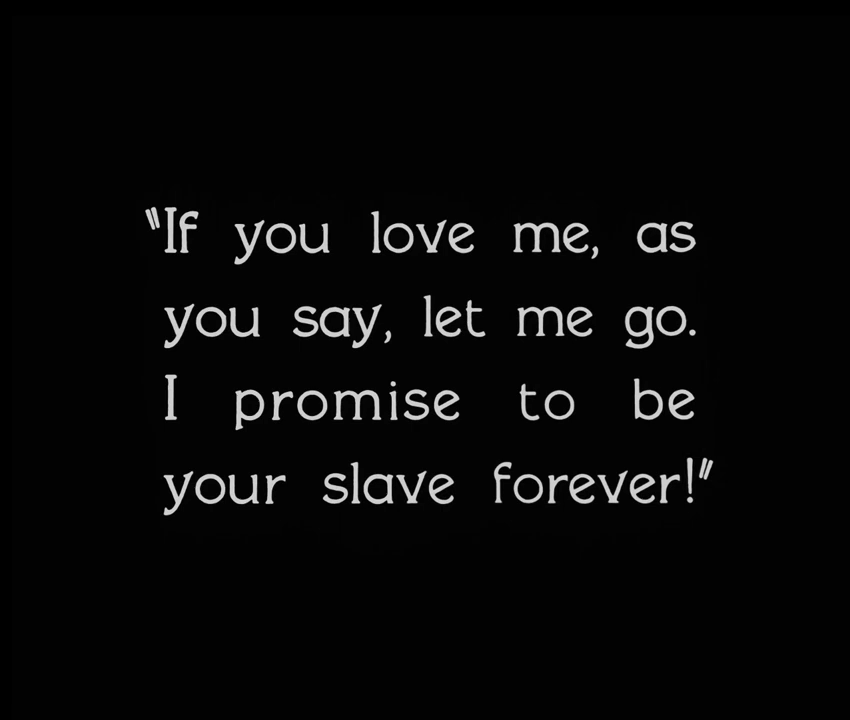 "If you love me, as
you say, let me go.
I promise to be
your slave forever!"